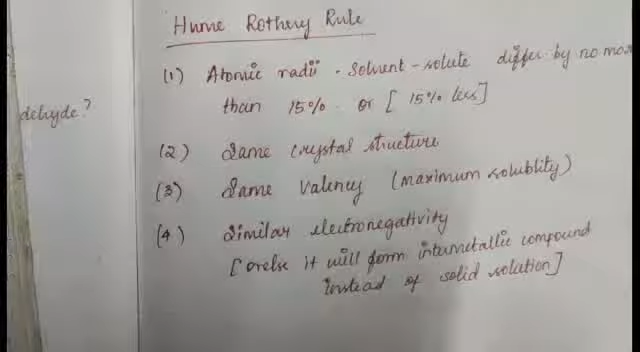 dehyde?
Hume Rothery Rule
(1) Atomic radii - solvent - solute differ by no more
than 15% or [15% less]
(2) Same crystal structure
(3) Same Valency (maximum solublity)
(4) Similar electronegativity
[orelse it will form intermetallic compound
instead of solid solution]